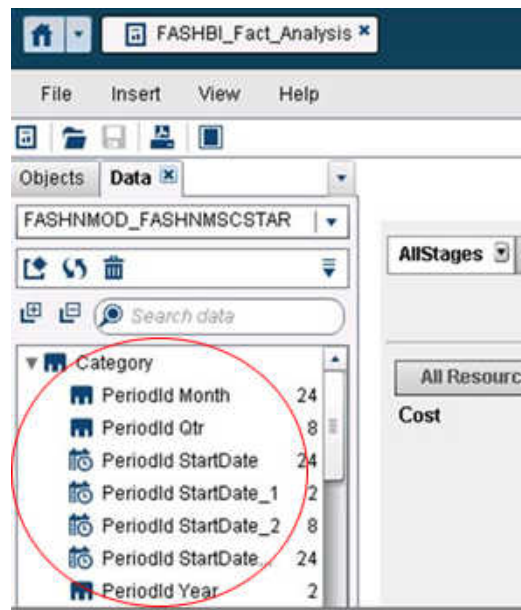 FASHBI_Fact_Analysis
File Insert View Help
Objects Data
FASHNMOD_FASHNMSCSTAR
AllStages
Search data
Category
All Resourc
Cost
PeriodId Month 24
PeriodId Qtr 8
PeriodId StartDate 24
PeriodId StartDate_1 2
PeriodId StartDate_2 8
PeriodId StartDate... 24
PeriodId Year 2